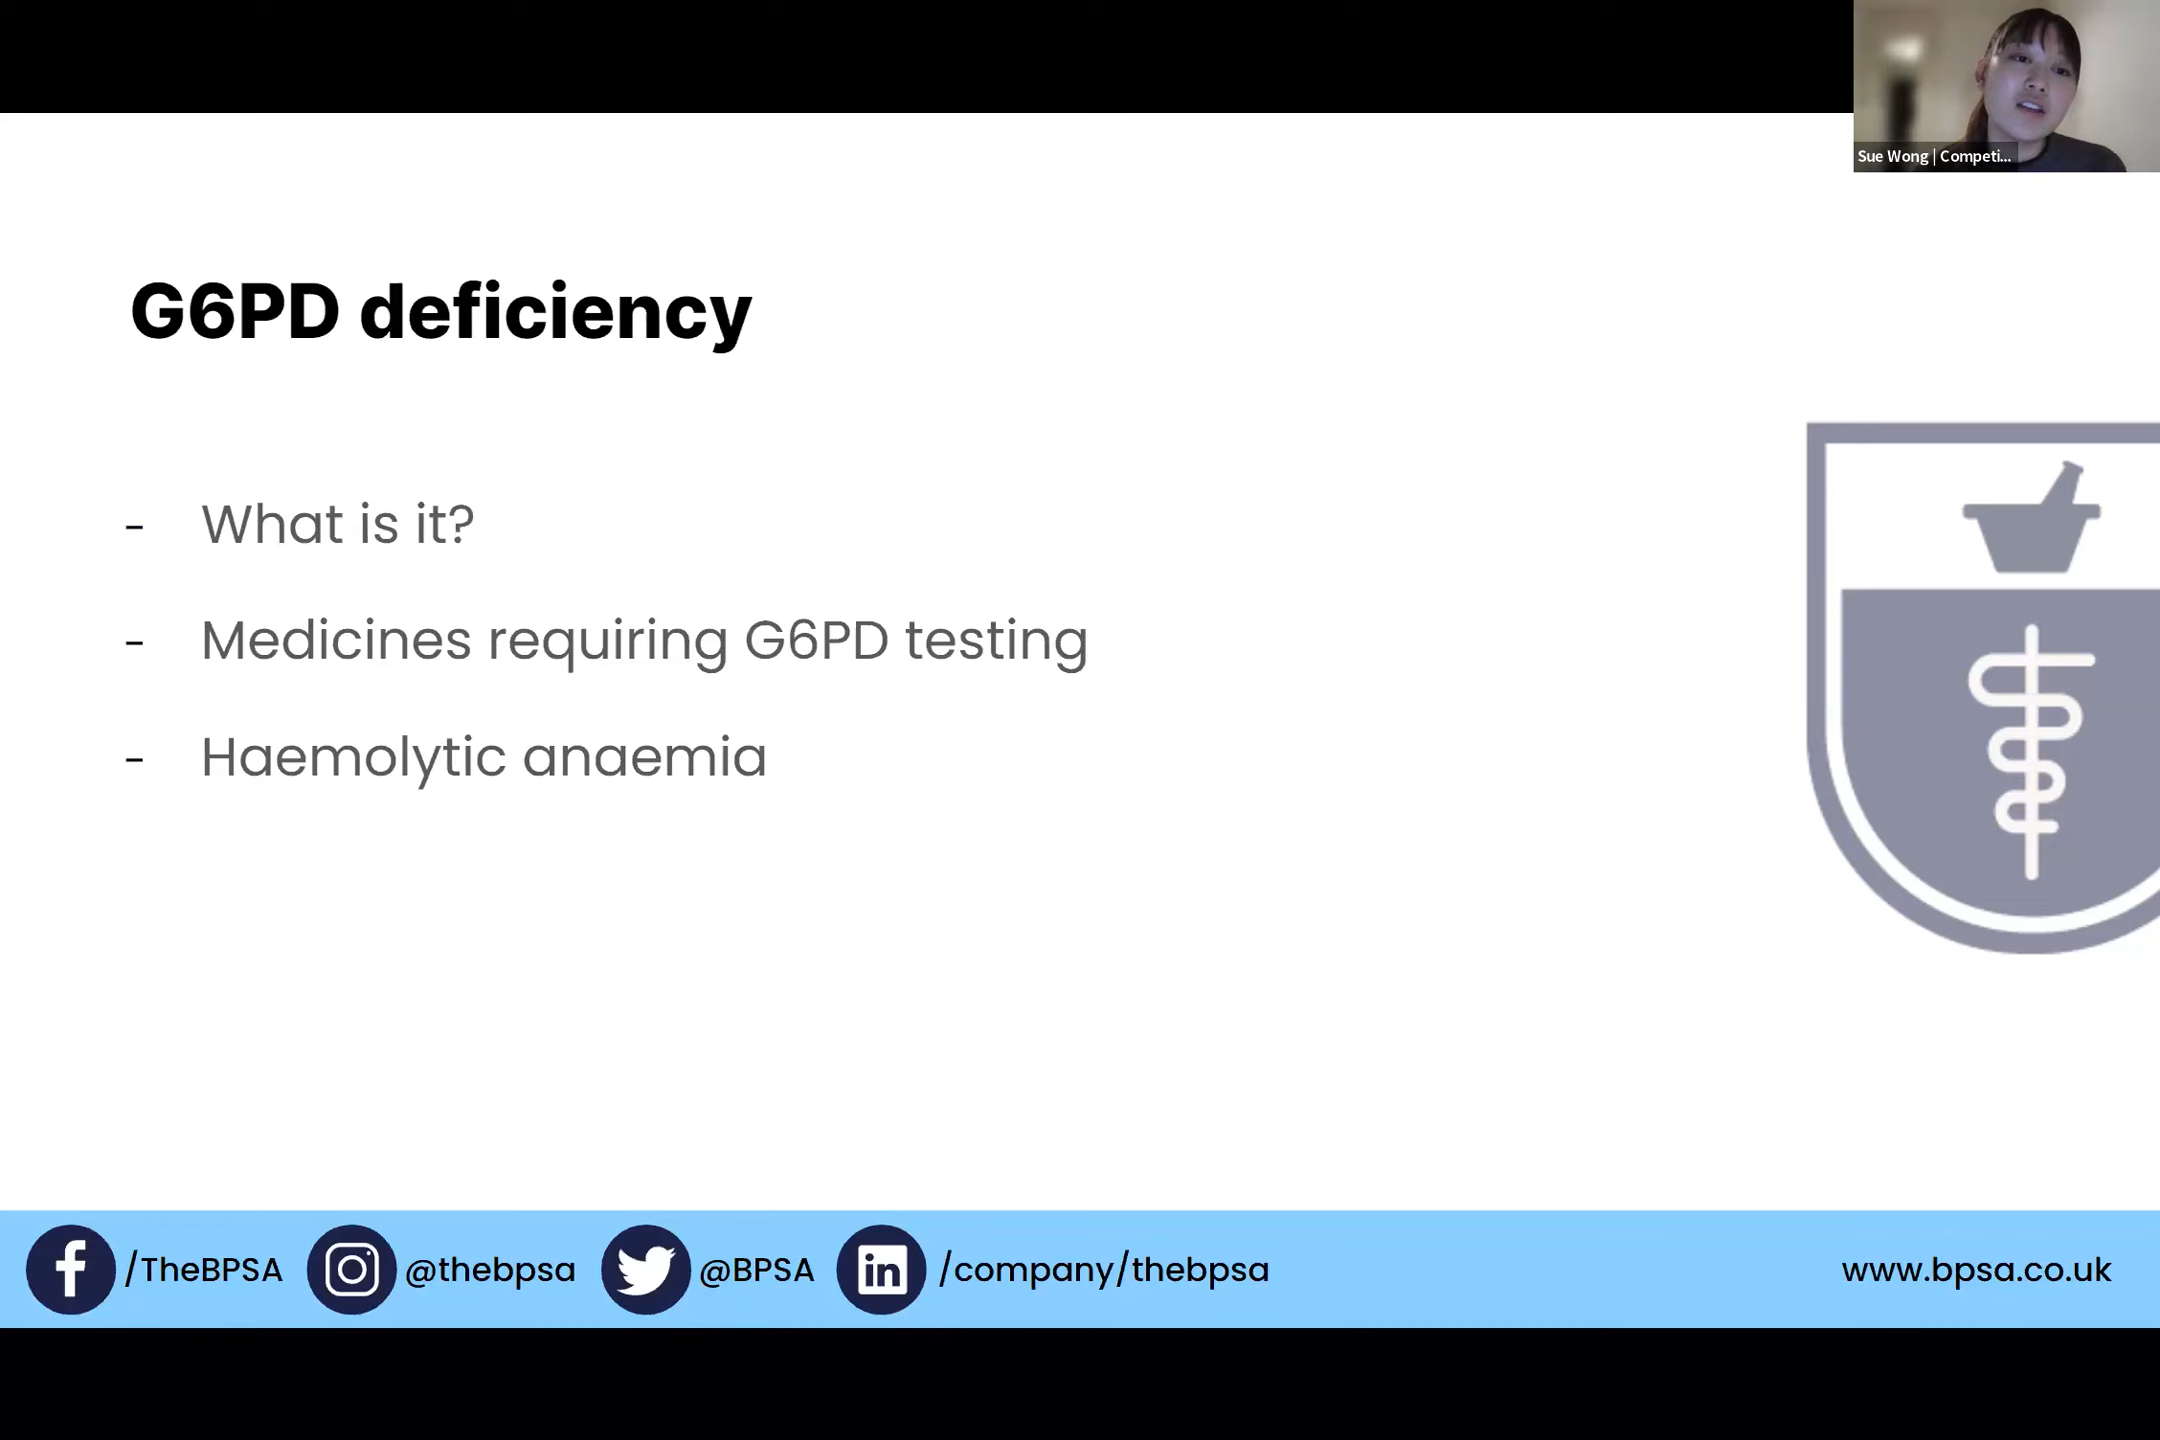 Sue Wong | Competi...
G6PD deficiency
- What is it?
- Medicines requiring G6PD testing
- Haemolytic anaemia
/TheBPSA @thebpsa @BPSA in /company/thebpsa www.bpsa.co.uk